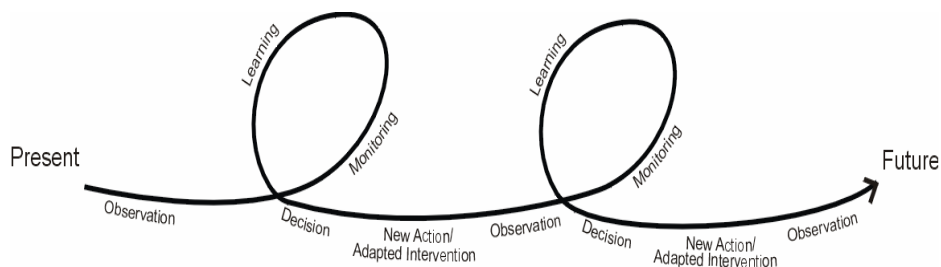 Learning
Learning
Monitoring
Monitoring
Present
Future
Observation
Decision
New Action/
Adapted Intervention
Observation
Decision
New Action/
Adapted Intervention
Observation